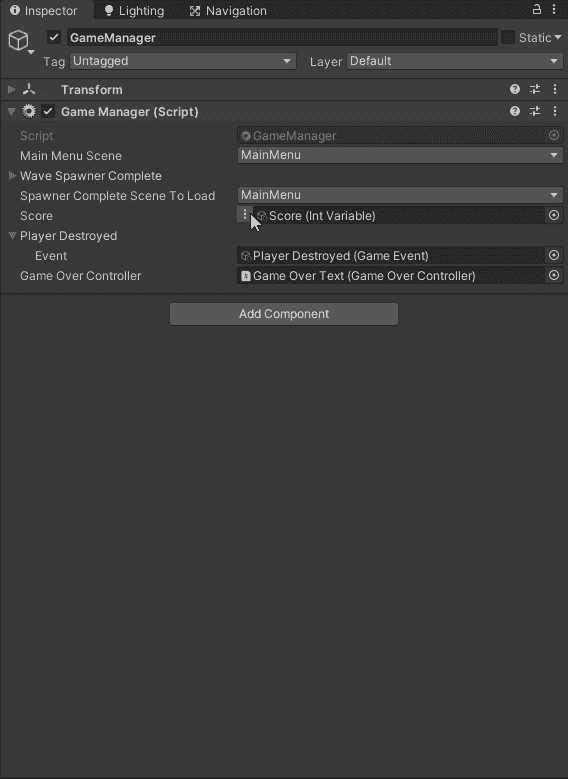 Inspector Lighting Navigation
GameManager Static
Tag Untagged Layer Default
Transform
Game Manager (Script)
Script GameManager
Main Menu Scene MainMenu
Wave Spawner Complete
Spawner Complete Scene To Load MainMenu
Score Score (Int Variable)
Player Destroyed
Event Player Destroyed (Game Event)
Game Over Controller Game Over Text (Game Over Controller)
Add Component